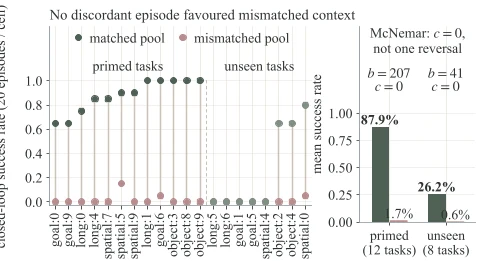 No discordant episode favoured mismatched context
matched pool
mismatched pool
primed tasks
unseen tasks
closed-loop success rate (20 episodes / cell)
1.0
0.8
0.6
0.4
0.2
0.0
goal:0
goal:9
long:0
long:4
spatial:7
spatial:5
spatial:9
long:1
goal:6
object:3
object:8
object:9
long:5
long:6
goal:1
goal:5
spatial:4
object:2
object:4
spatial:0
McNemar: c = 0,
not one reversal
b = 207
c = 0
b = 41
c = 0
mean success rate
1.00
0.75
0.50
0.25
0.00
87.9%
1.7%
26.2%
0.6%
primed
(12 tasks)
unseen
(8 tasks)